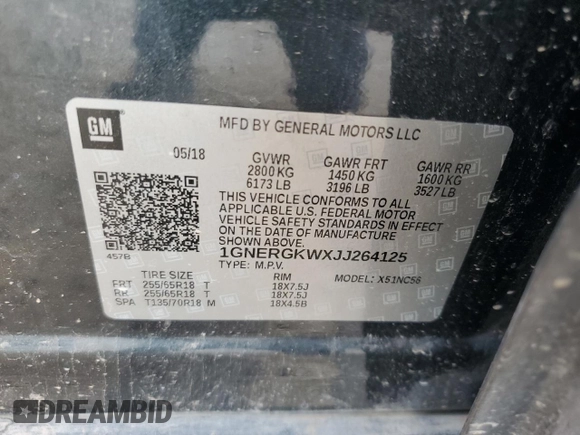 GM
MFD BY GENERAL MOTORS LLC
05/18
GVWR GAWR FRT GAWR RR
2800 KG 1450 KG 1600 KG
6173 LB 3196 LB 3527 LB
THIS VEHICLE CONFORMS TO ALL
APPLICABLE U.S. FEDERAL MOTOR
VEHICLE SAFETY STANDARDS IN EFFECT
ON THE DATE OF MANUFACTURE
SHOWN ABOVE.
457B
1GNERGKWXJJ264125
TYPE: M.P.V. MODEL: X51NC56
TIRE SIZE RIM
FRT 255/65R18 T 18X7.5J
RR 255/65R18 T 18X7.5J
SPA T135/70R18 M 18X4.5B
DREAMBID